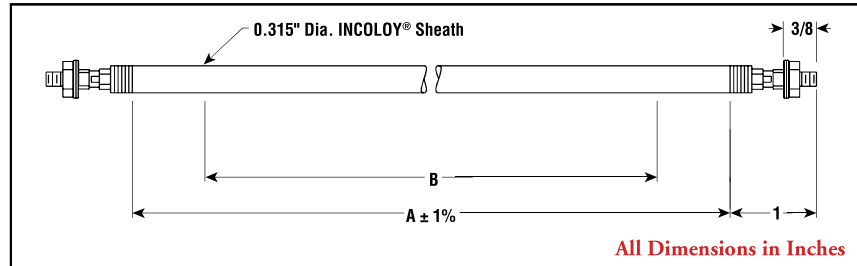 0.315" Dia. INCOLOY® Sheath
3/8
B
A ± 1%
1
All Dimensions in Inches